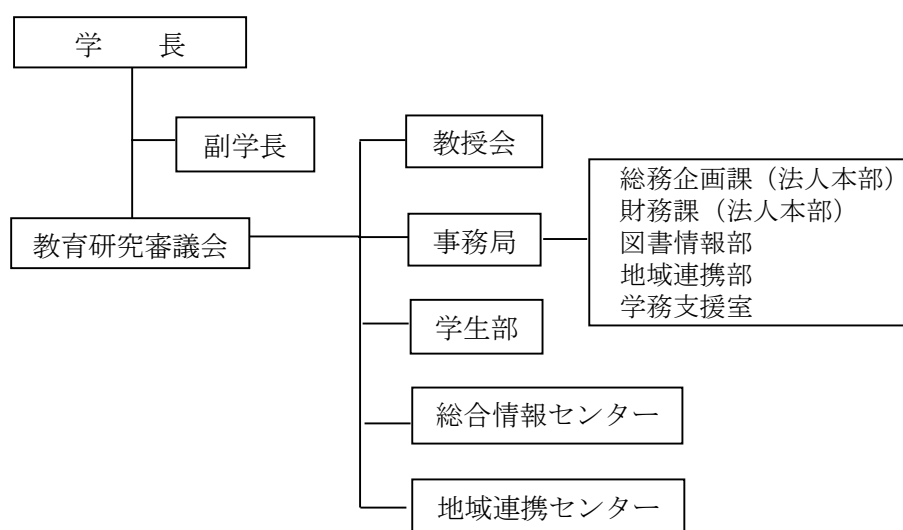 学　　長
副学長
教育研究審議会
教授会
事務局
総務企画課（法人本部）
財務課（法人本部）
図書情報部
地域連携部
学務支援室
学生部
総合情報センター
地域連携センター